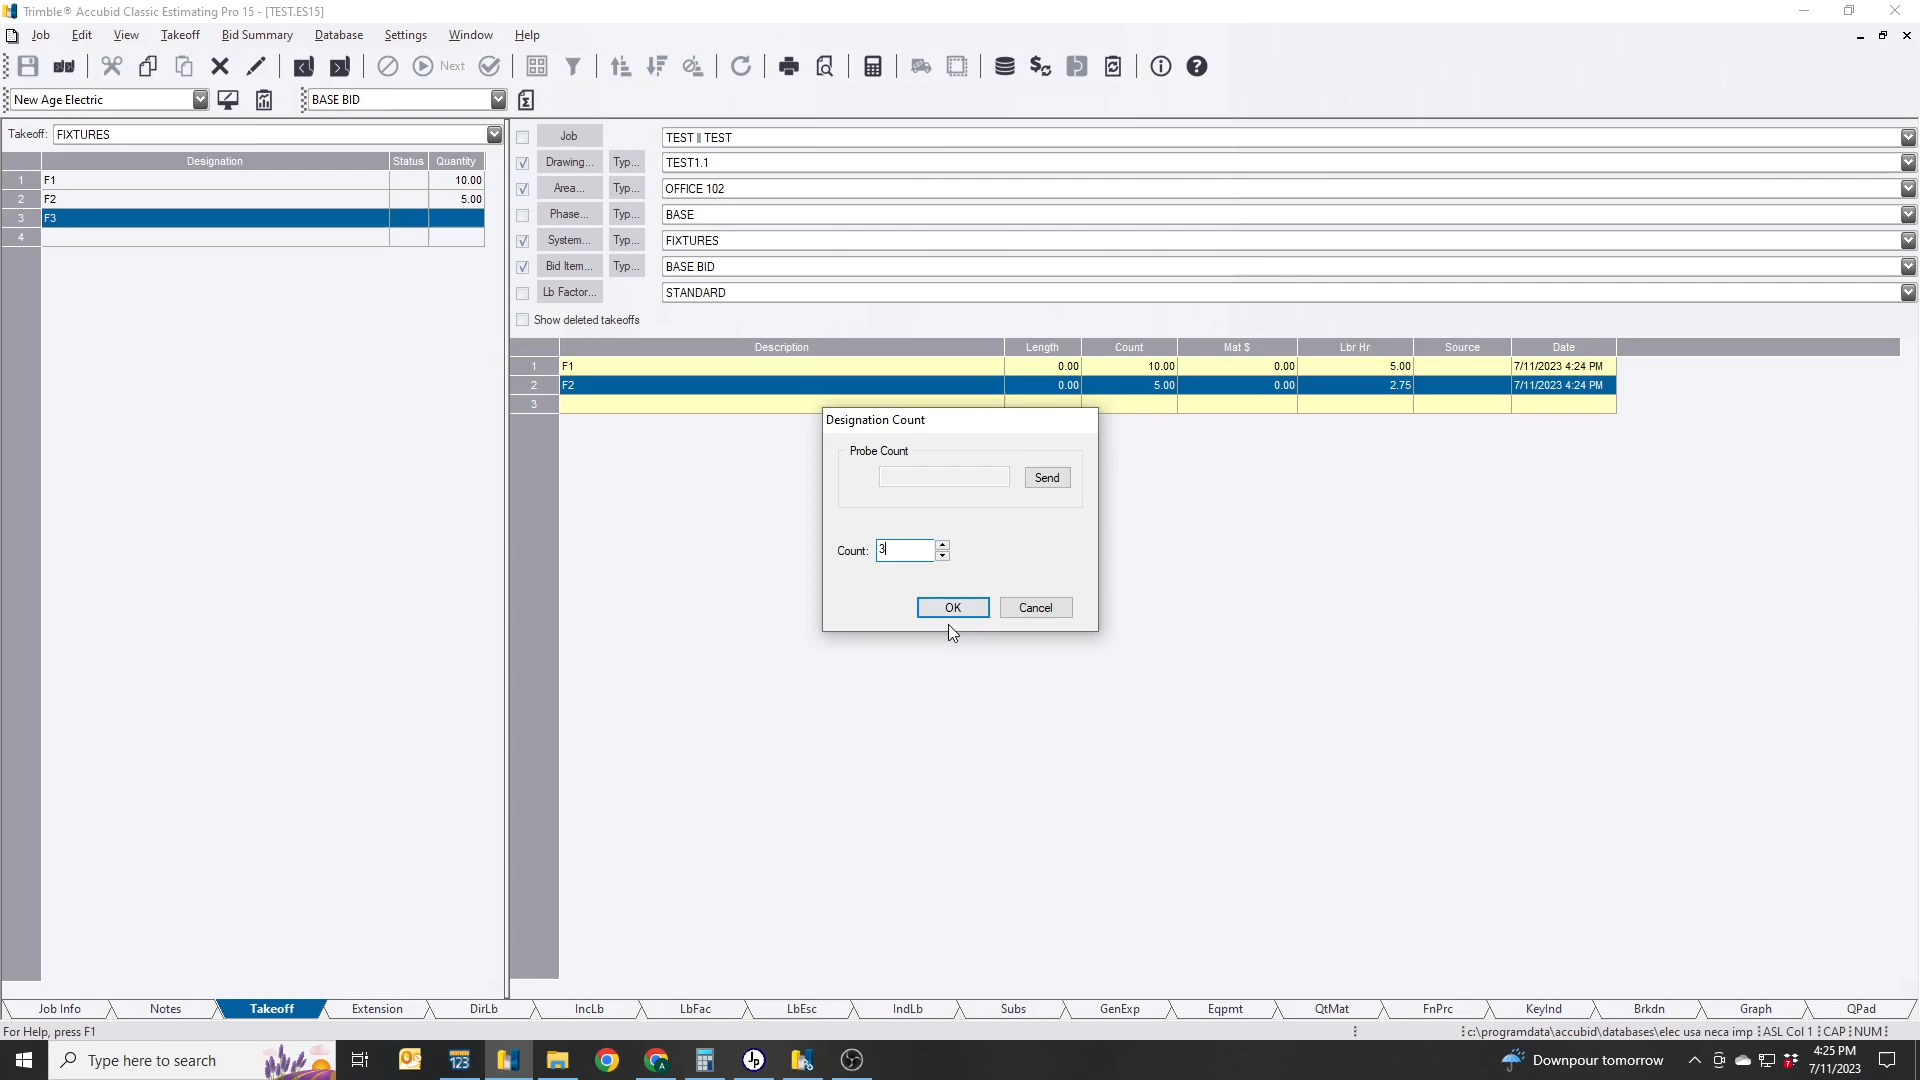 Trimble® Accubid Classic Estimating Pro 15 - [TEST.ES15]
Job Edit View Takeoff Bid Summary Database Settings Window Help
Next
New Age Electric BASE BID
Takeoff: FIXTURES
Designation Status Quantity
1 F1 10.00
2 F2 5.00
3 F3
4
Job TEST || TEST
Drawing... Typ... TEST1.1
Area... Typ... OFFICE 102
Phase... Typ... BASE
System... Typ... FIXTURES
Bid Item... Typ... BASE BID
Lb Factor... STANDARD
Show deleted takeoffs
Description Length Count Mat $ Lbr Hr Source Date
1 F1 0.00 10.00 0.00 5.00 7/11/2023 4:24 PM
2 F2 0.00 5.00 0.00 2.75 7/11/2023 4:24 PM
3
Designation Count
Probe Count
Send
Count: 3
OK Cancel
Job Info Notes Takeoff Extension DirLb IncLb LbFac LbEsc IndLb Subs GenExp Eqpmt QtMat FnPrc KeyInd Brkdn Graph QPad
For Help, press F1 c:\programdata\accubid\databases\elec usa neca imp ASL Col 1 CAP NUM
Type here to search 123 Downpour tomorrow 4:25 PM
7/11/2023